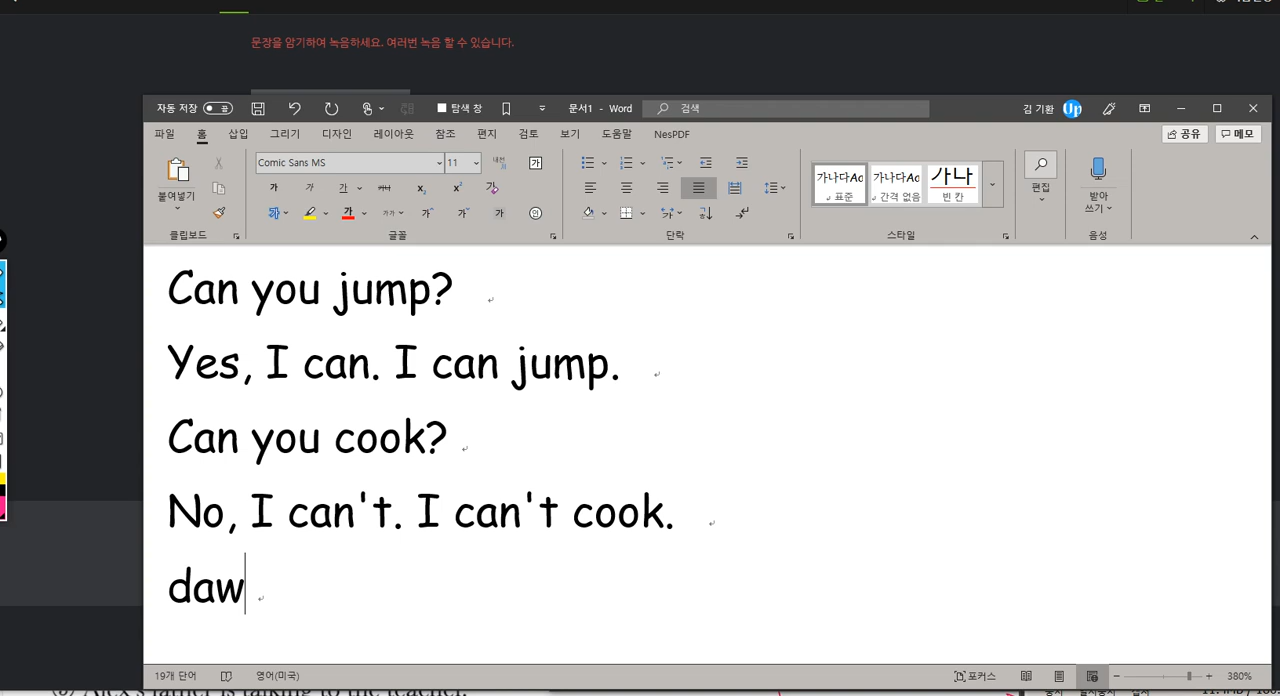 문장을 암기하여 녹음하세요. 여러번 녹음 할 수 있습니다.
자동 저장 끔 탐색 창 문서1 - Word 검색 김 기환
파일 홈 삽입 그리기 디자인 레이아웃 참조 편지 검토 보기 도움말 NesPDF 공유 메모
붙여넣기 Comic Sans MS 11 가나다Aa 가나다Aa 가나 편집 받아쓰기
표준 간격 없음 빈 칸
클립보드 글꼴 단락 스타일 음성
Can you jump?
Yes, I can. I can jump.
Can you cook?
No, I can't. I can't cook.
daw
19개 단어 영어(미국) 포커스 380%